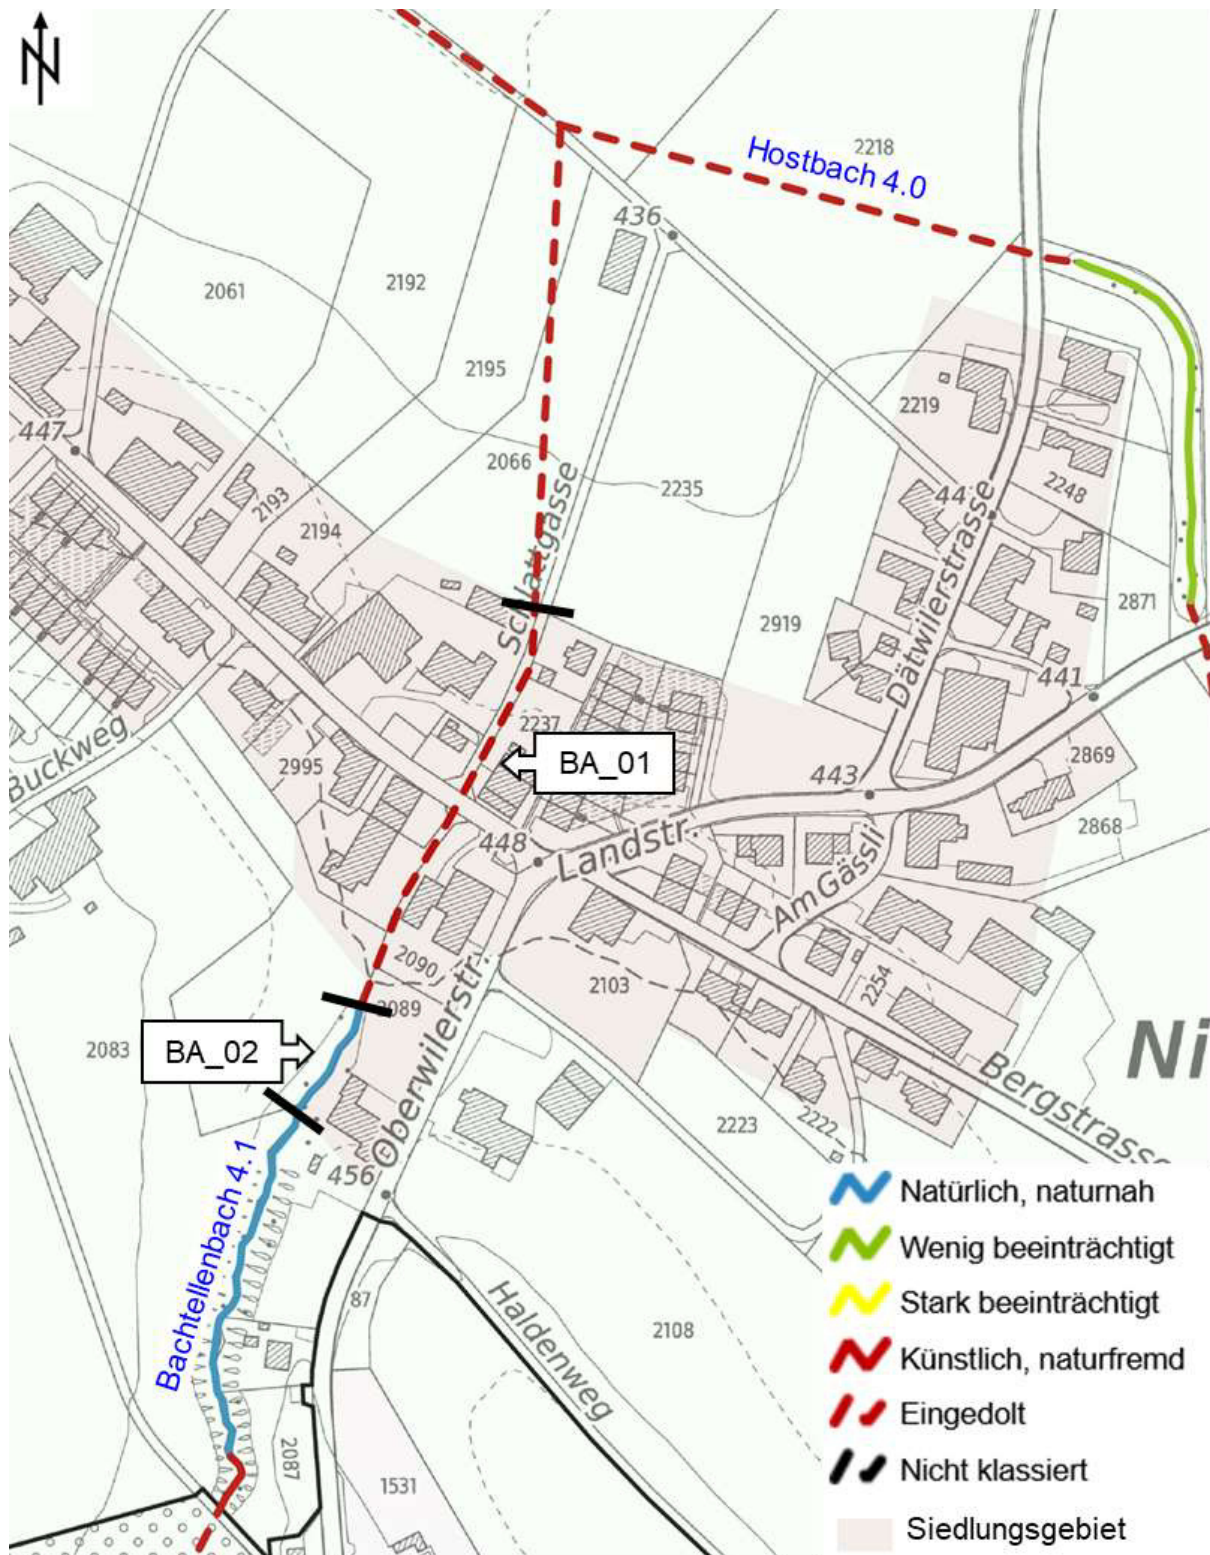 N
2218
Hostbach 4.0
436
2061
2192
2195
2219
447
2066
2235
44
2248
2193
2194
Schlattgasse
Dätwilerstrasse
2919
2871
441
2237
BA_01
Buckweg
2995
443
2869
2868
448
Landstr.
Am Gässli
2090
2103
2254
2089
2083
BA_02
Oberwilerstr.
Ni
Bergstrasse
2223
2222
456
Bachtellenbach 4.1
87
Haldenweg
2108
2087
1531
Natürlich, naturnah
Wenig beeinträchtigt
Stark beeinträchtigt
Künstlich, naturfremd
Eingedolt
Nicht klassiert
Siedlungsgebiet